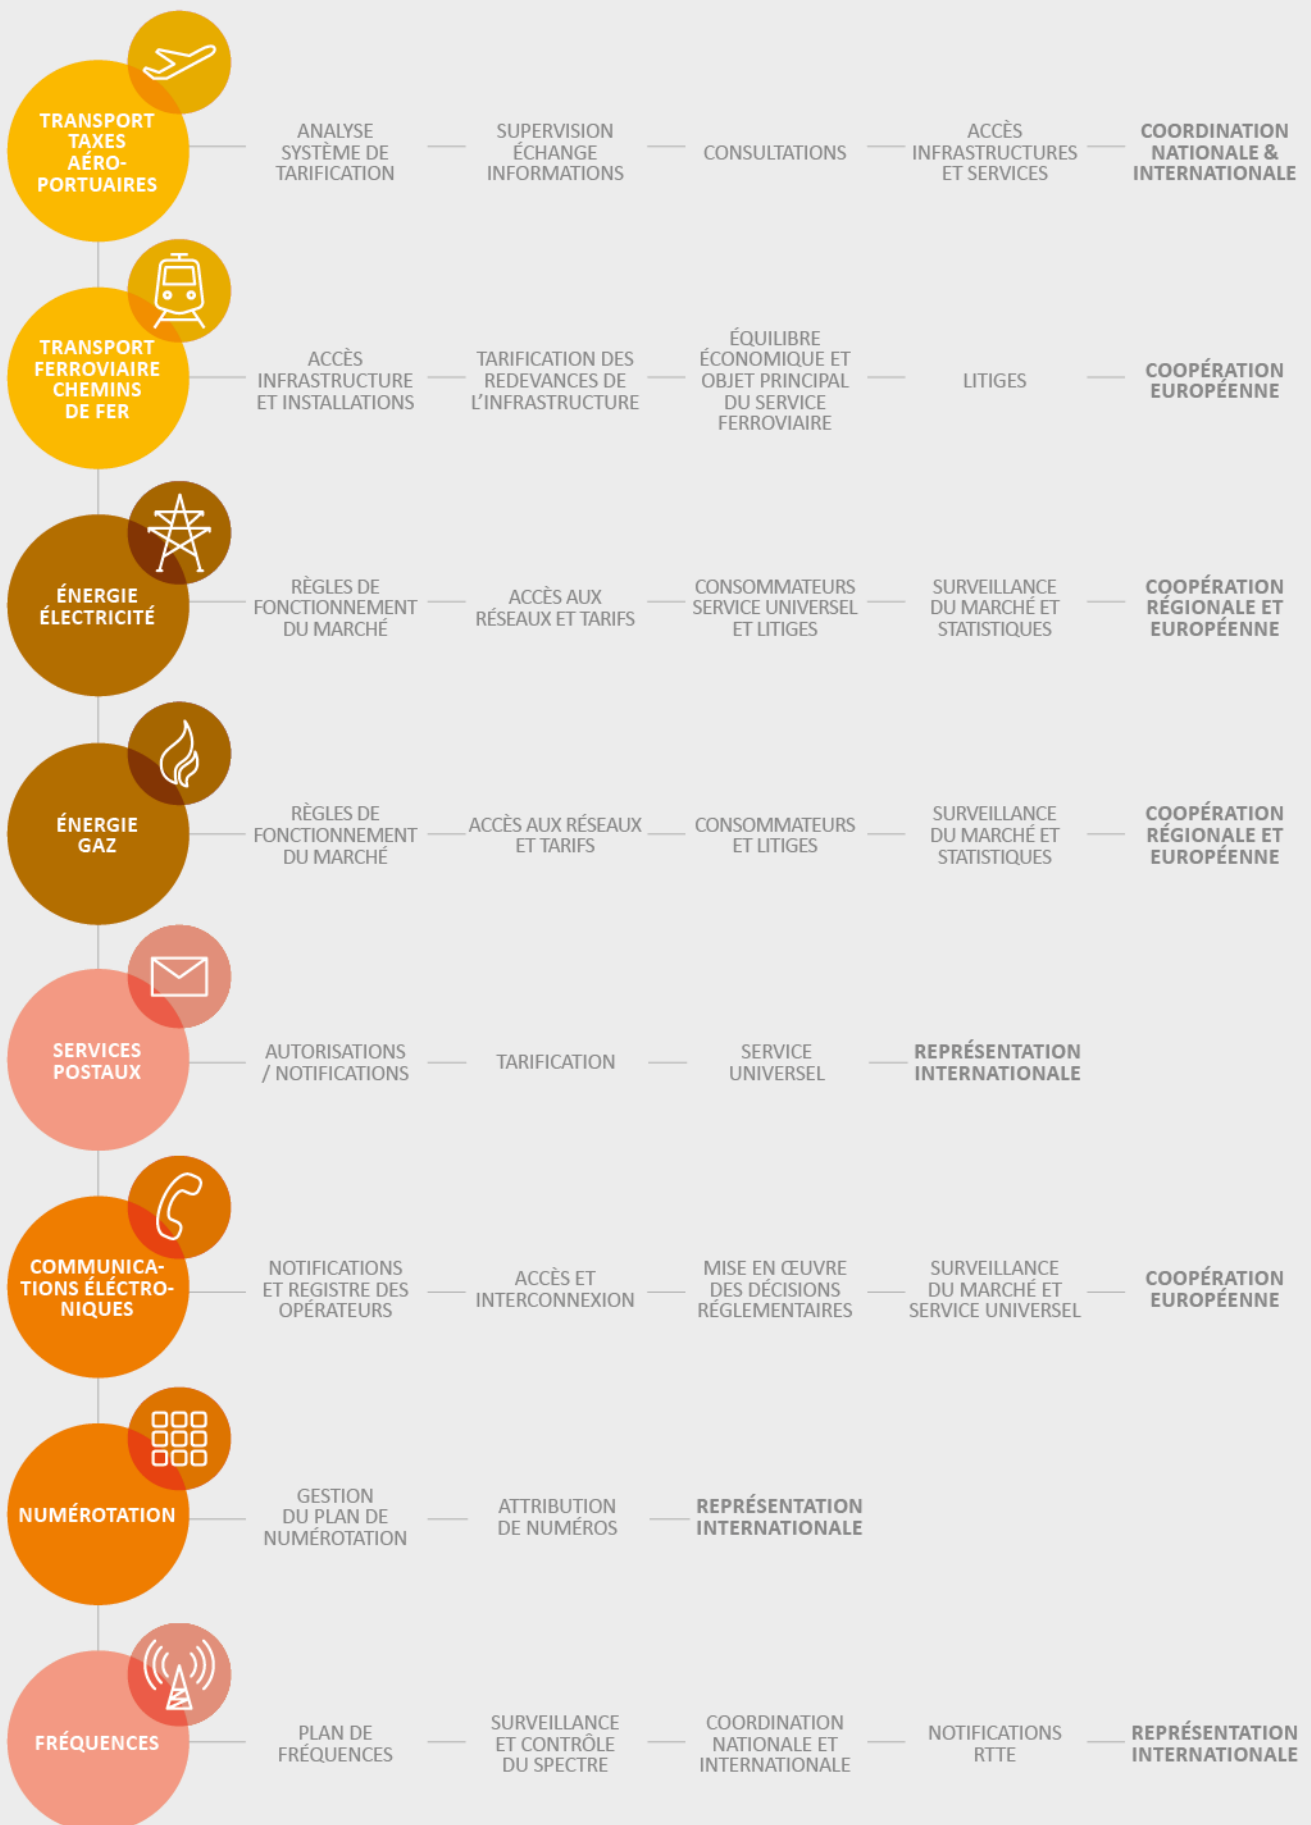 TRANSPORT
TAXES
AÉRO-
PORTUAIRES
ANALYSE
SYSTÈME DE
TARIFICATION
SUPERVISION
ÉCHANGE
INFORMATIONS
CONSULTATIONS
ACCÈS
INFRASTRUCTURES
ET SERVICES
COORDINATION
NATIONALE &
INTERNATIONALE
TRANSPORT
FERROVIAIRE
CHEMINS
DE FER
ACCÈS
INFRASTRUCTURE
ET INSTALLATIONS
TARIFICATION DES
REDEVANCES DE
L'INFRASTRUCTURE
ÉQUILIBRE
ÉCONOMIQUE ET
OBJET PRINCIPAL
DU SERVICE
FERROVIAIRE
LITIGES
COOPÉRATION
EUROPÉENNE
ÉNERGIE
ÉLECTRICITÉ
RÈGLES DE
FONCTIONNEMENT
DU MARCHÉ
ACCÈS AUX
RÉSEAUX ET TARIFS
CONSOMMATEURS
SERVICE UNIVERSEL
ET LITIGES
SURVEILLANCE
DU MARCHÉ ET
STATISTIQUES
COOPÉRATION
RÉGIONALE ET
EUROPÉENNE
ÉNERGIE
GAZ
RÈGLES DE
FONCTIONNEMENT
DU MARCHÉ
ACCÈS AUX RÉSEAUX
ET TARIFS
CONSOMMATEURS
ET LITIGES
SURVEILLANCE
DU MARCHÉ ET
STATISTIQUES
COOPÉRATION
RÉGIONALE ET
EUROPÉENNE
SERVICES
POSTAUX
AUTORISATIONS
/ NOTIFICATIONS
TARIFICATION
SERVICE
UNIVERSEL
REPRÉSENTATION
INTERNATIONALE
COMMUNICA-
TIONS ÉLÉCTRO-
NIQUES
NOTIFICATIONS
ET REGISTRE DES
OPÉRATEURS
ACCÈS ET
INTERCONNEXION
MISE EN ŒUVRE
DES DÉCISIONS
RÉGLEMENTAIRES
SURVEILLANCE
DU MARCHÉ ET
SERVICE UNIVERSEL
COOPÉRATION
EUROPÉENNE
NUMÉROTATION
GESTION
DU PLAN DE
NUMÉROTATION
ATTRIBUTION
DE NUMÉROS
REPRÉSENTATION
INTERNATIONALE
FRÉQUENCES
PLAN DE
FRÉQUENCES
SURVEILLANCE
ET CONTRÔLE
DU SPECTRE
COORDINATION
NATIONALE ET
INTERNATIONALE
NOTIFICATIONS
RTTE
REPRÉSENTATION
INTERNATIONALE